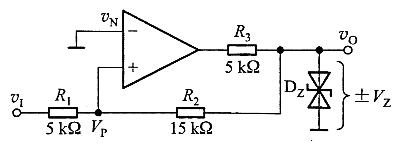 v_N
−
+
R_3
5 kΩ
v_O
D_Z
±V_Z
v_I
R_1
5 kΩ
V_P
R_2
15 kΩ